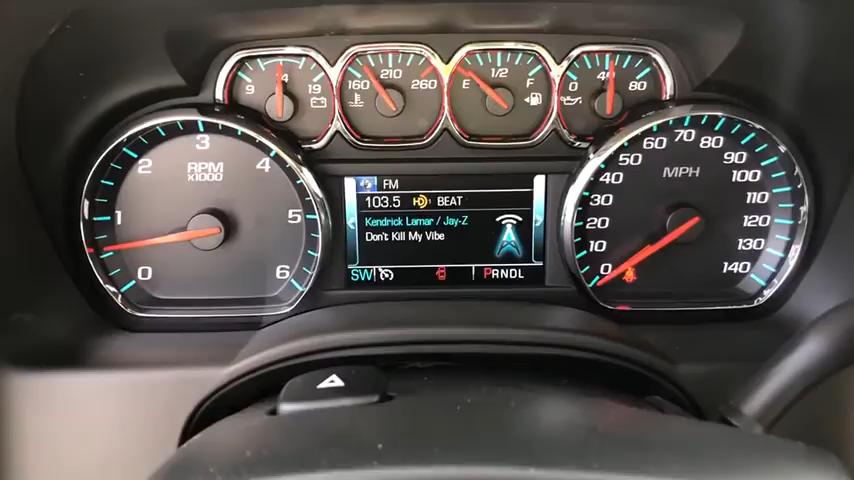 9 14 19
160 210 260
E 1/2 F
0 40 80
RPM
X1000
0 1 2 3 4 5 6
FM
103.5 HD BEAT
Kendrick Lamar / Jay-Z
Don't Kill My Vibe
SW
PRNDL
MPH
0 10 20 30 40 50 60 70 80 90 100 110 120 130 140